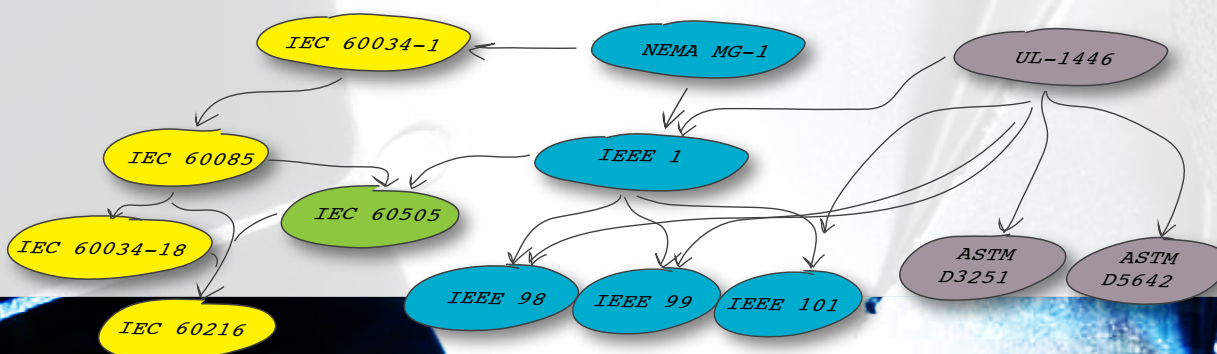 IEC 60034-1
NEMA MG-1
UL-1446
IEC 60085
IEEE 1
IEC 60505
IEC 60034-18
ASTM
D3251
ASTM
D5642
IEEE 98
IEEE 99
IEEE 101
IEC 60216